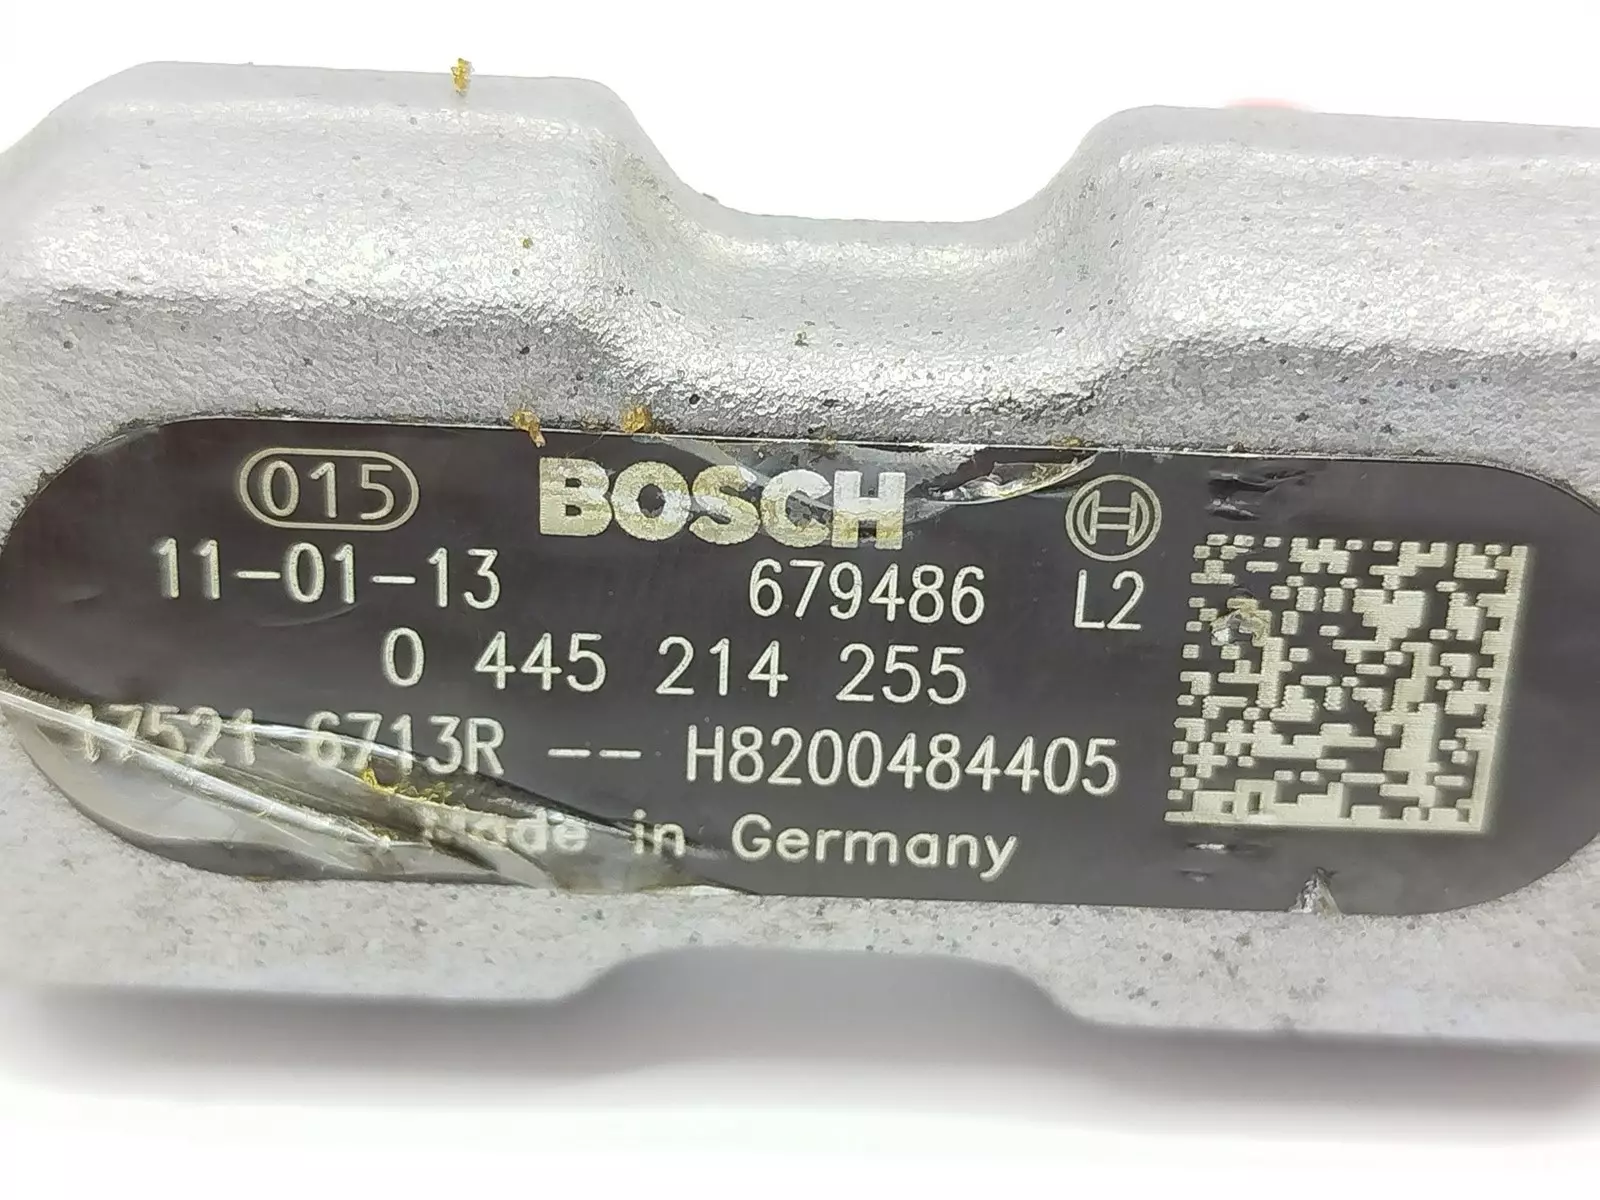 015 BOSCH
11-01-13 679486 L2
0 445 214 255
17521 6713R -- H8200484405
Made in Germany